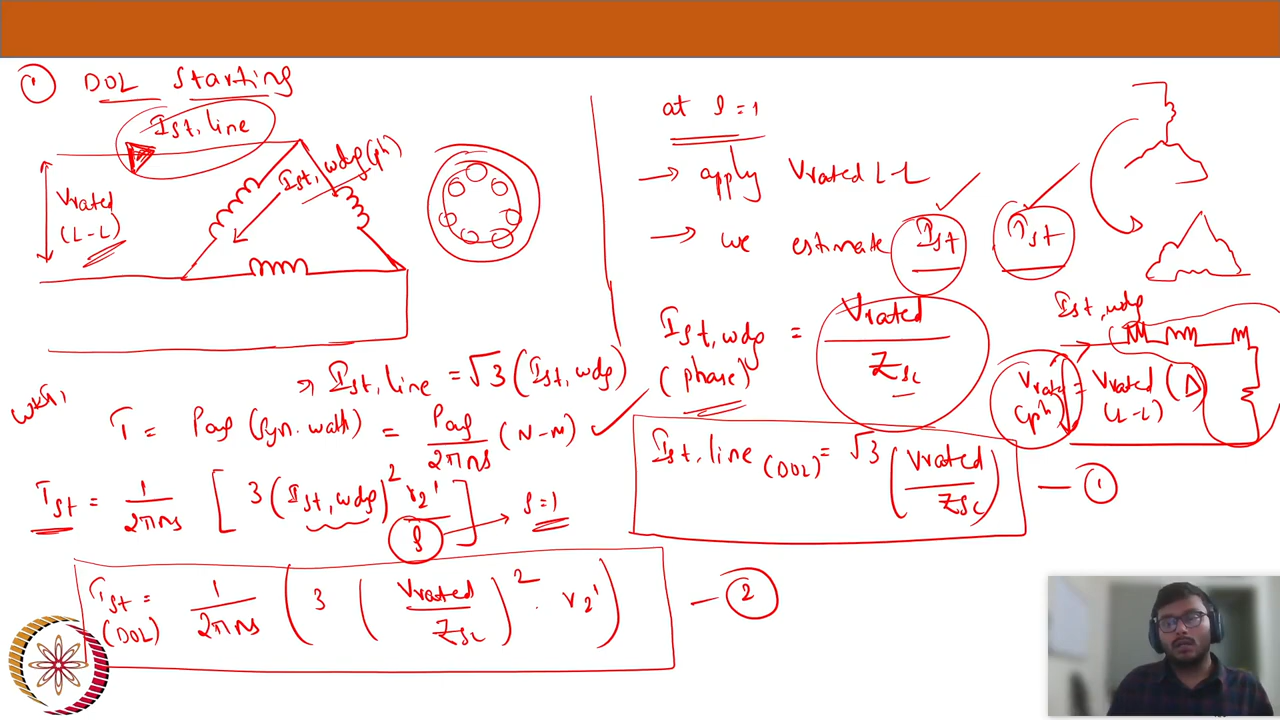 ① DOL Starting
Ist, line
Ist, wdg (ph)
Vrated
(L-L)
⇒ Ist, line = √3 (Ist, wdg)
T = Pag (syn. watt) = Pag / 2πns (N-m)
Tst = 1 / 2πns [ 3 (Ist, wdg)² r2' / s ] → s=1
Tst = (DOL) 1 / 2πns ( 3 ( Vrated / Zsc )² · r2' ) — ②
at s = 1
→ apply Vrated L-L
→ we estimate Ist Tst
Ist, wdg (phase) = Vrated / Zsc
Ist, wdg
Vrated (ph) = Vrated (L-L) (Δ)
Ist, line (DOL) = √3 ( Vrated / Zsc ) — ①